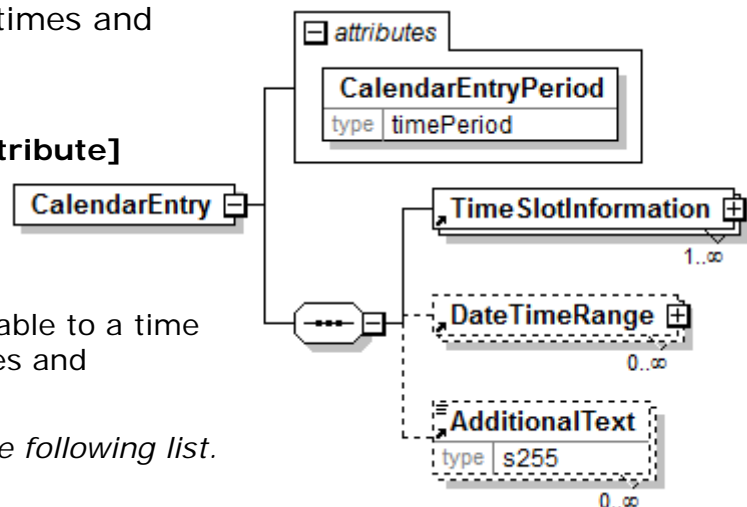 times and
attributes
CalendarEntryPeriod
type timePeriod
tribute]
CalendarEntry
TimeSlotInformation
1..∞
able to a time
es and
DateTimeRange
0..∞
e following list.
AdditionalText
type s255
0..∞